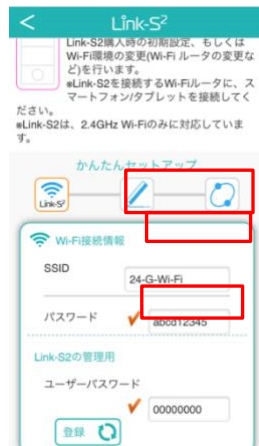 Link-S²
Link-S2購入時の初期設定、もしくは
Wi-Fi環境の変更(Wi-Fi ルータの変更な
ど)を行います。
※Link-S2を接続するWi-Fiルータに、ス
マートフォン/タブレットを接続してく
ださい。
※Link-S2は、2.4GHz Wi-Fiのみに対応していま
す。
かんたんセットアップ
Link-S²
Wi-Fi接続情報
SSID
24-G-Wi-Fi
パスワード
abcd12345
Link-S2の管理用
ユーザーパスワード
00000000
登録